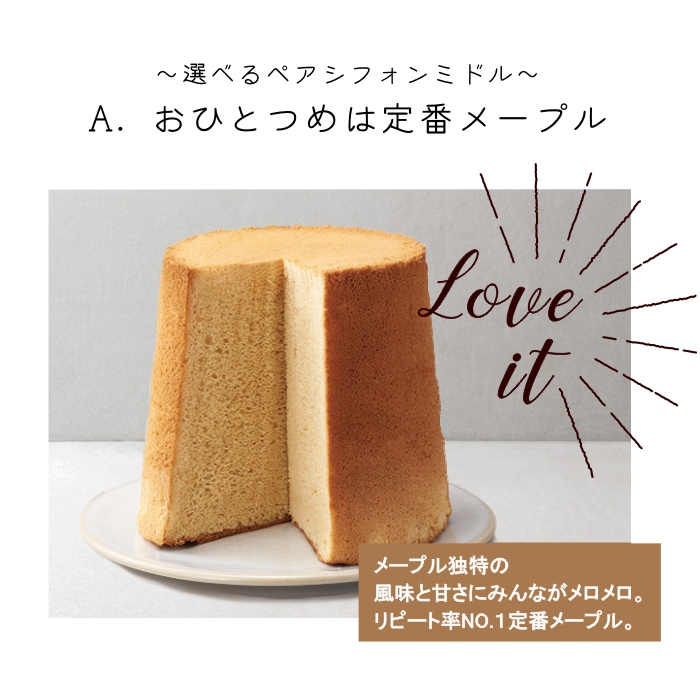 ～選べるペアシフォンミドル～
A. おひとつめは定番メープル
Love
it
メープル独特の
風味と甘さにみんながメロメロ。
リピート率NO.1定番メープル。